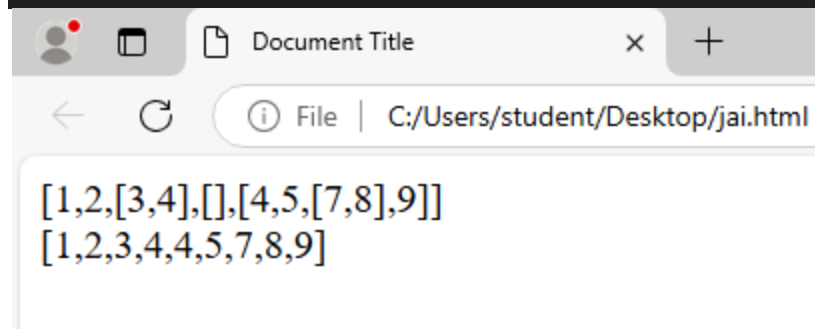 Document Title
File | C:/Users/student/Desktop/jai.html
[1,2,[3,4],[],[4,5,[7,8],9]]
[1,2,3,4,4,5,7,8,9]